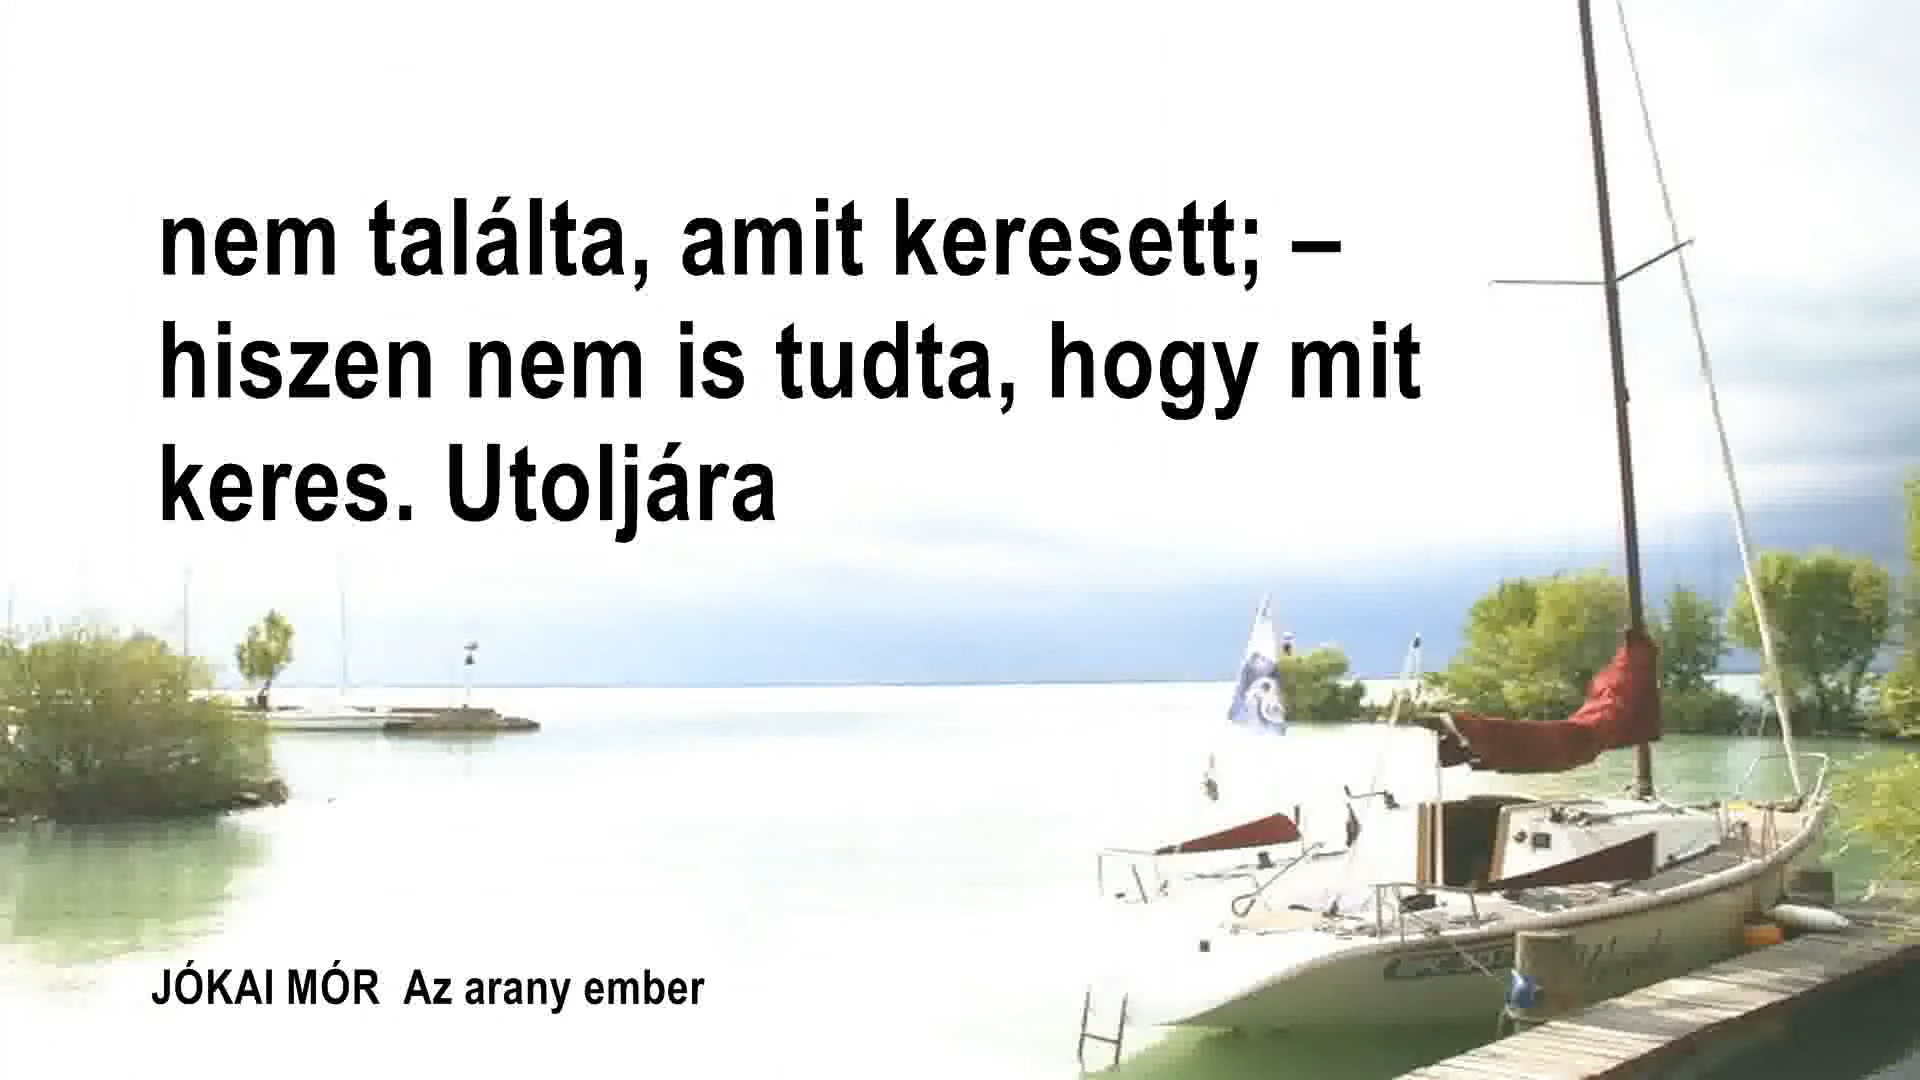 nem találta, amit keresett; –
hiszen nem is tudta, hogy mit
keres. Utoljára
JÓKAI MÓR Az arany ember